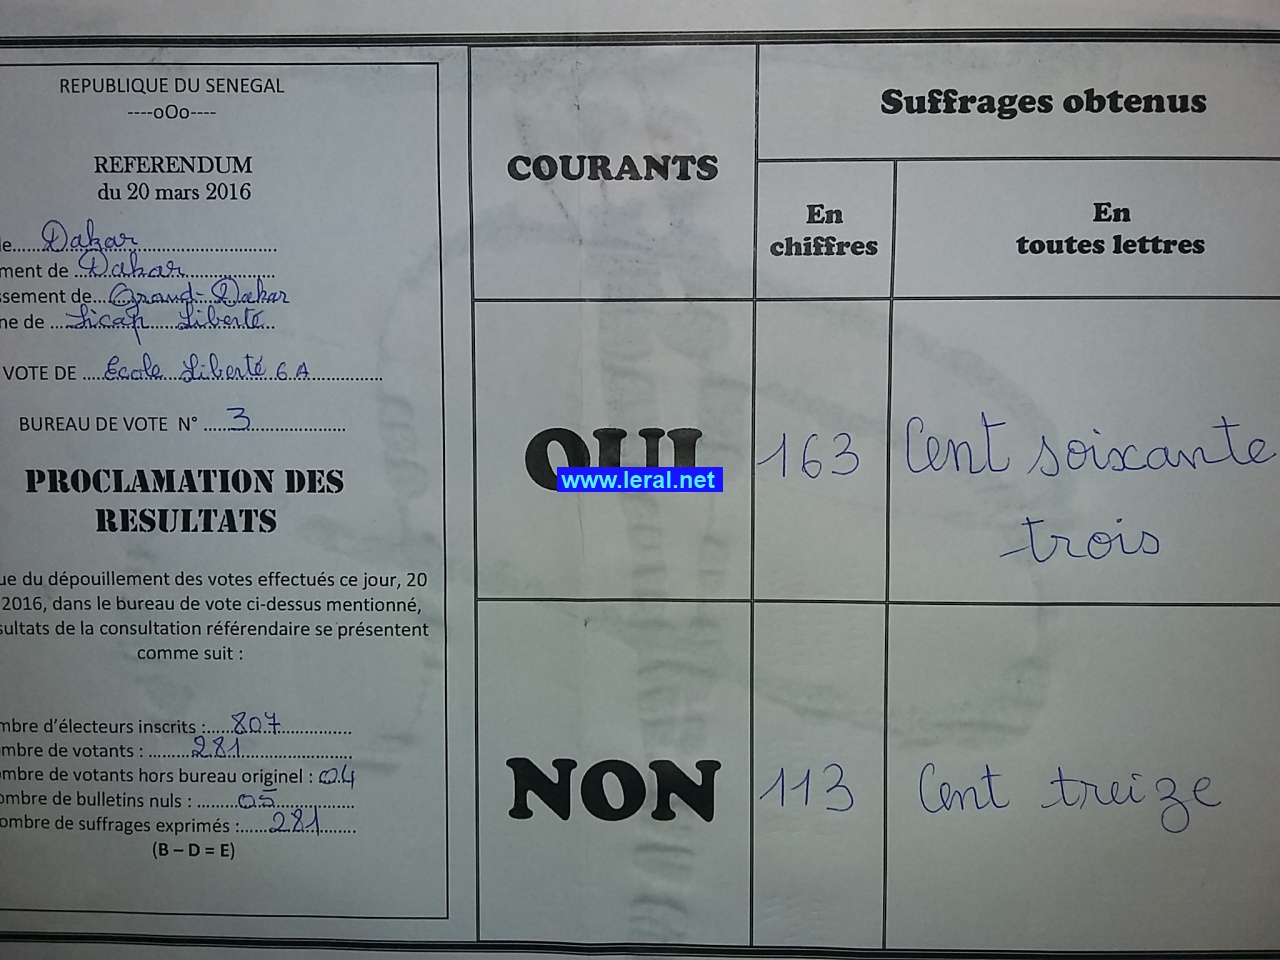 REPUBLIQUE DU SENEGAL
----oOo----
REFERENDUM
du 20 mars 2016
e......Dakar..............................
ment de ...Dakar..................
ssement de...Grand-Dakar
ne de ...Sicap Liberté...
VOTE DE ....Ecole Liberté 6 A...............
BUREAU DE VOTE N° .....3....................
PROCLAMATION DES
RESULTATS
ue du dépouillement des votes effectués ce jour, 20
2016, dans le bureau de vote ci-dessus mentionné,
sultats de la consultation référendaire se présentent
comme suit :
mbre d'électeurs inscrits :.....807..............
ombre de votants : .........281......................
ombre de votants hors bureau originel : 04
ombre de bulletins nuls : ........05................
ombre de suffrages exprimés :......281........
(B – D = E)
COURANTS
Suffrages obtenus
En
chiffres
En
toutes lettres
OUI
163
Cent soixante
trois
www.leral.net
NON
113
Cent treize